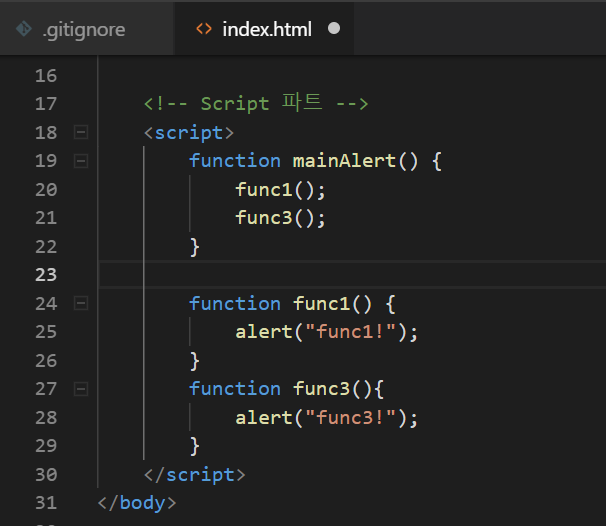 .gitignore
<> index.html
16
17 <!-- Script 파트 -->
18 <script>
19 function mainAlert() {
20 func1();
21 func3();
22 }
23
24 function func1() {
25 alert("func1!");
26 }
27 function func3(){
28 alert("func3!");
29 }
30 </script>
31 </body>